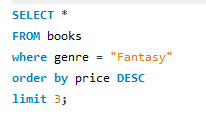 SELECT *
FROM books
where genre = "Fantasy"
order by price DESC
limit 3;